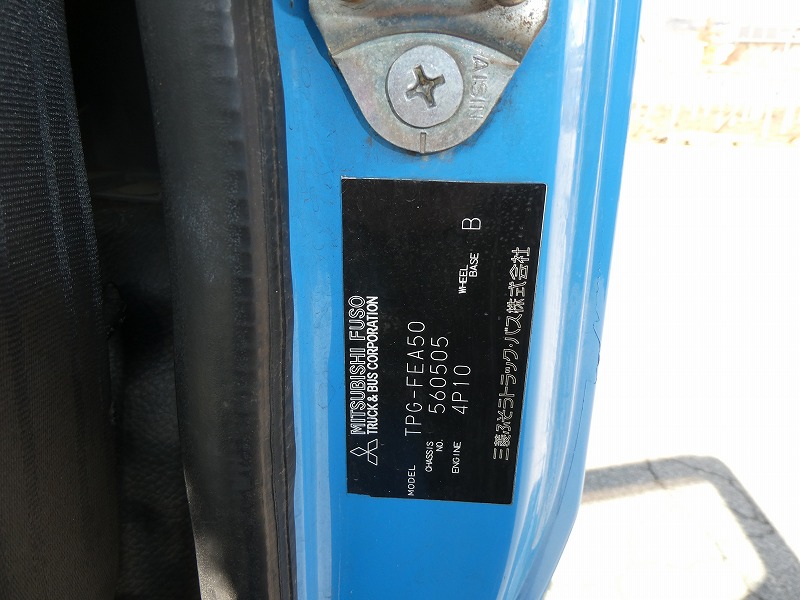 AISIN
MITSUBISHI FUSO
TRUCK & BUS CORPORATION
MODEL TPG-FEA50
CHASSIS NO. 560505
ENGINE 4P10
WHEEL BASE B
三菱ふそうトラック・バス株式会社